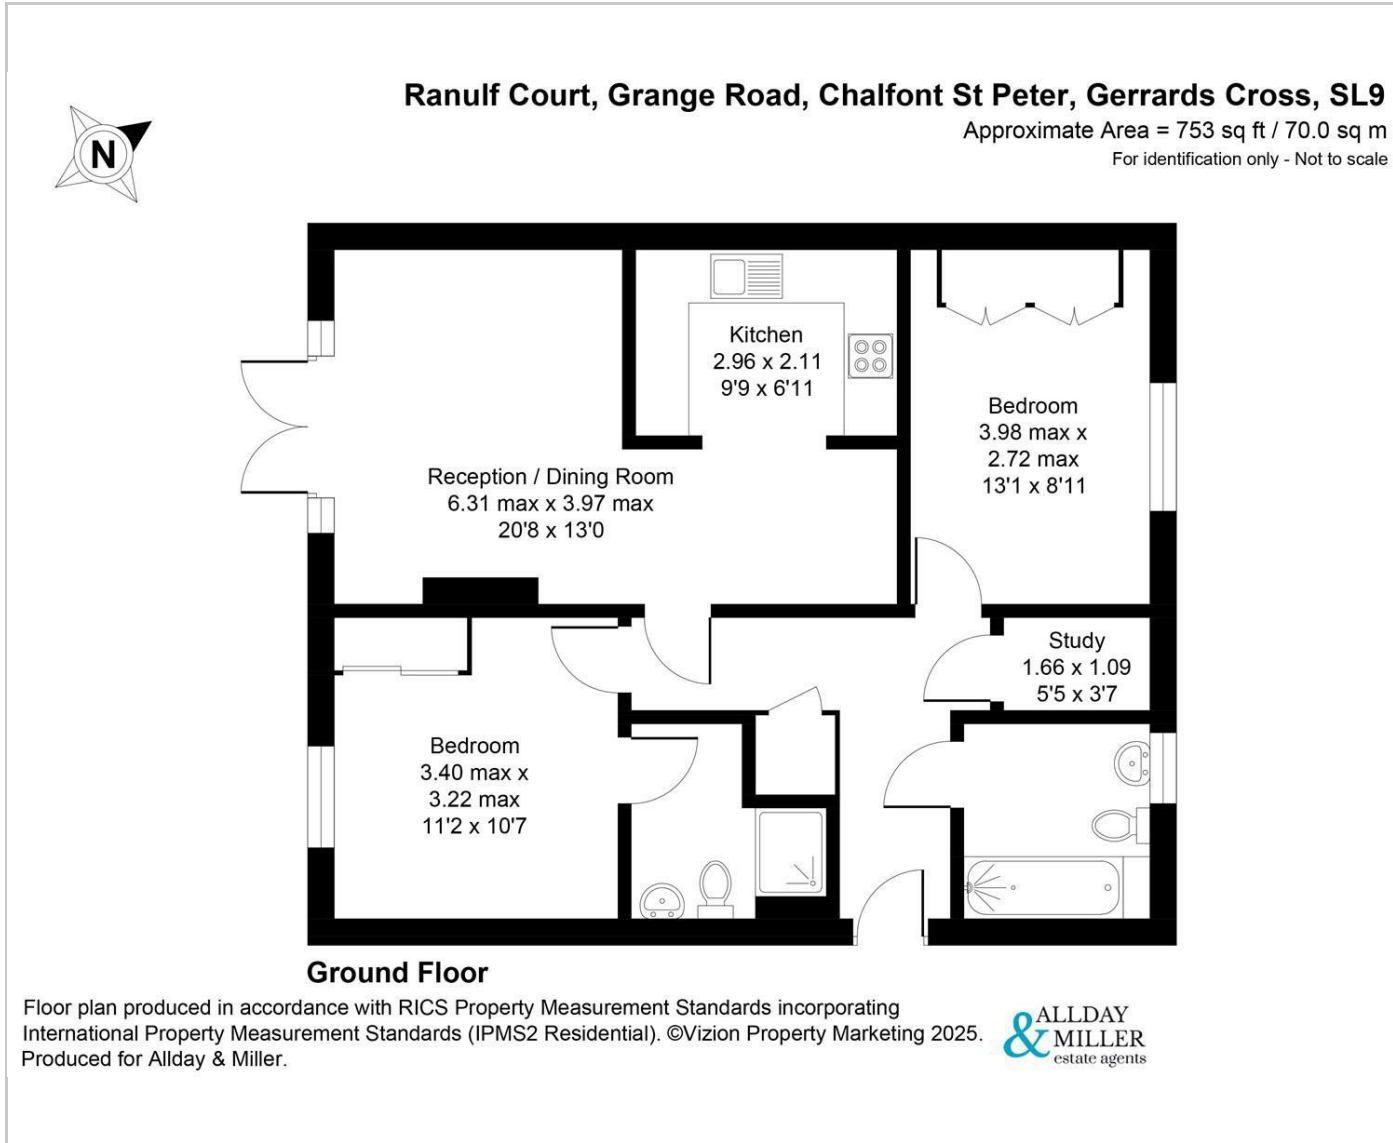 Ranulf Court, Grange Road, Chalfont St Peter, Gerrards Cross, SL9
Approximate Area = 753 sq ft / 70.0 sq m
For identification only - Not to scale
N
Kitchen
2.96 x 2.11
9'9 x 6'11
Bedroom
3.98 max x
2.72 max
13'1 x 8'11
Reception / Dining Room
6.31 max x 3.97 max
20'8 x 13'0
Study
1.66 x 1.09
5'5 x 3'7
Bedroom
3.40 max x
3.22 max
11'2 x 10'7
Ground Floor
Floor plan produced in accordance with RICS Property Measurement Standards incorporating
International Property Measurement Standards (IPMS2 Residential). ©Vizion Property Marketing 2025.
Produced for Allday & Miller.
ALLDAY
& MILLER
estate agents